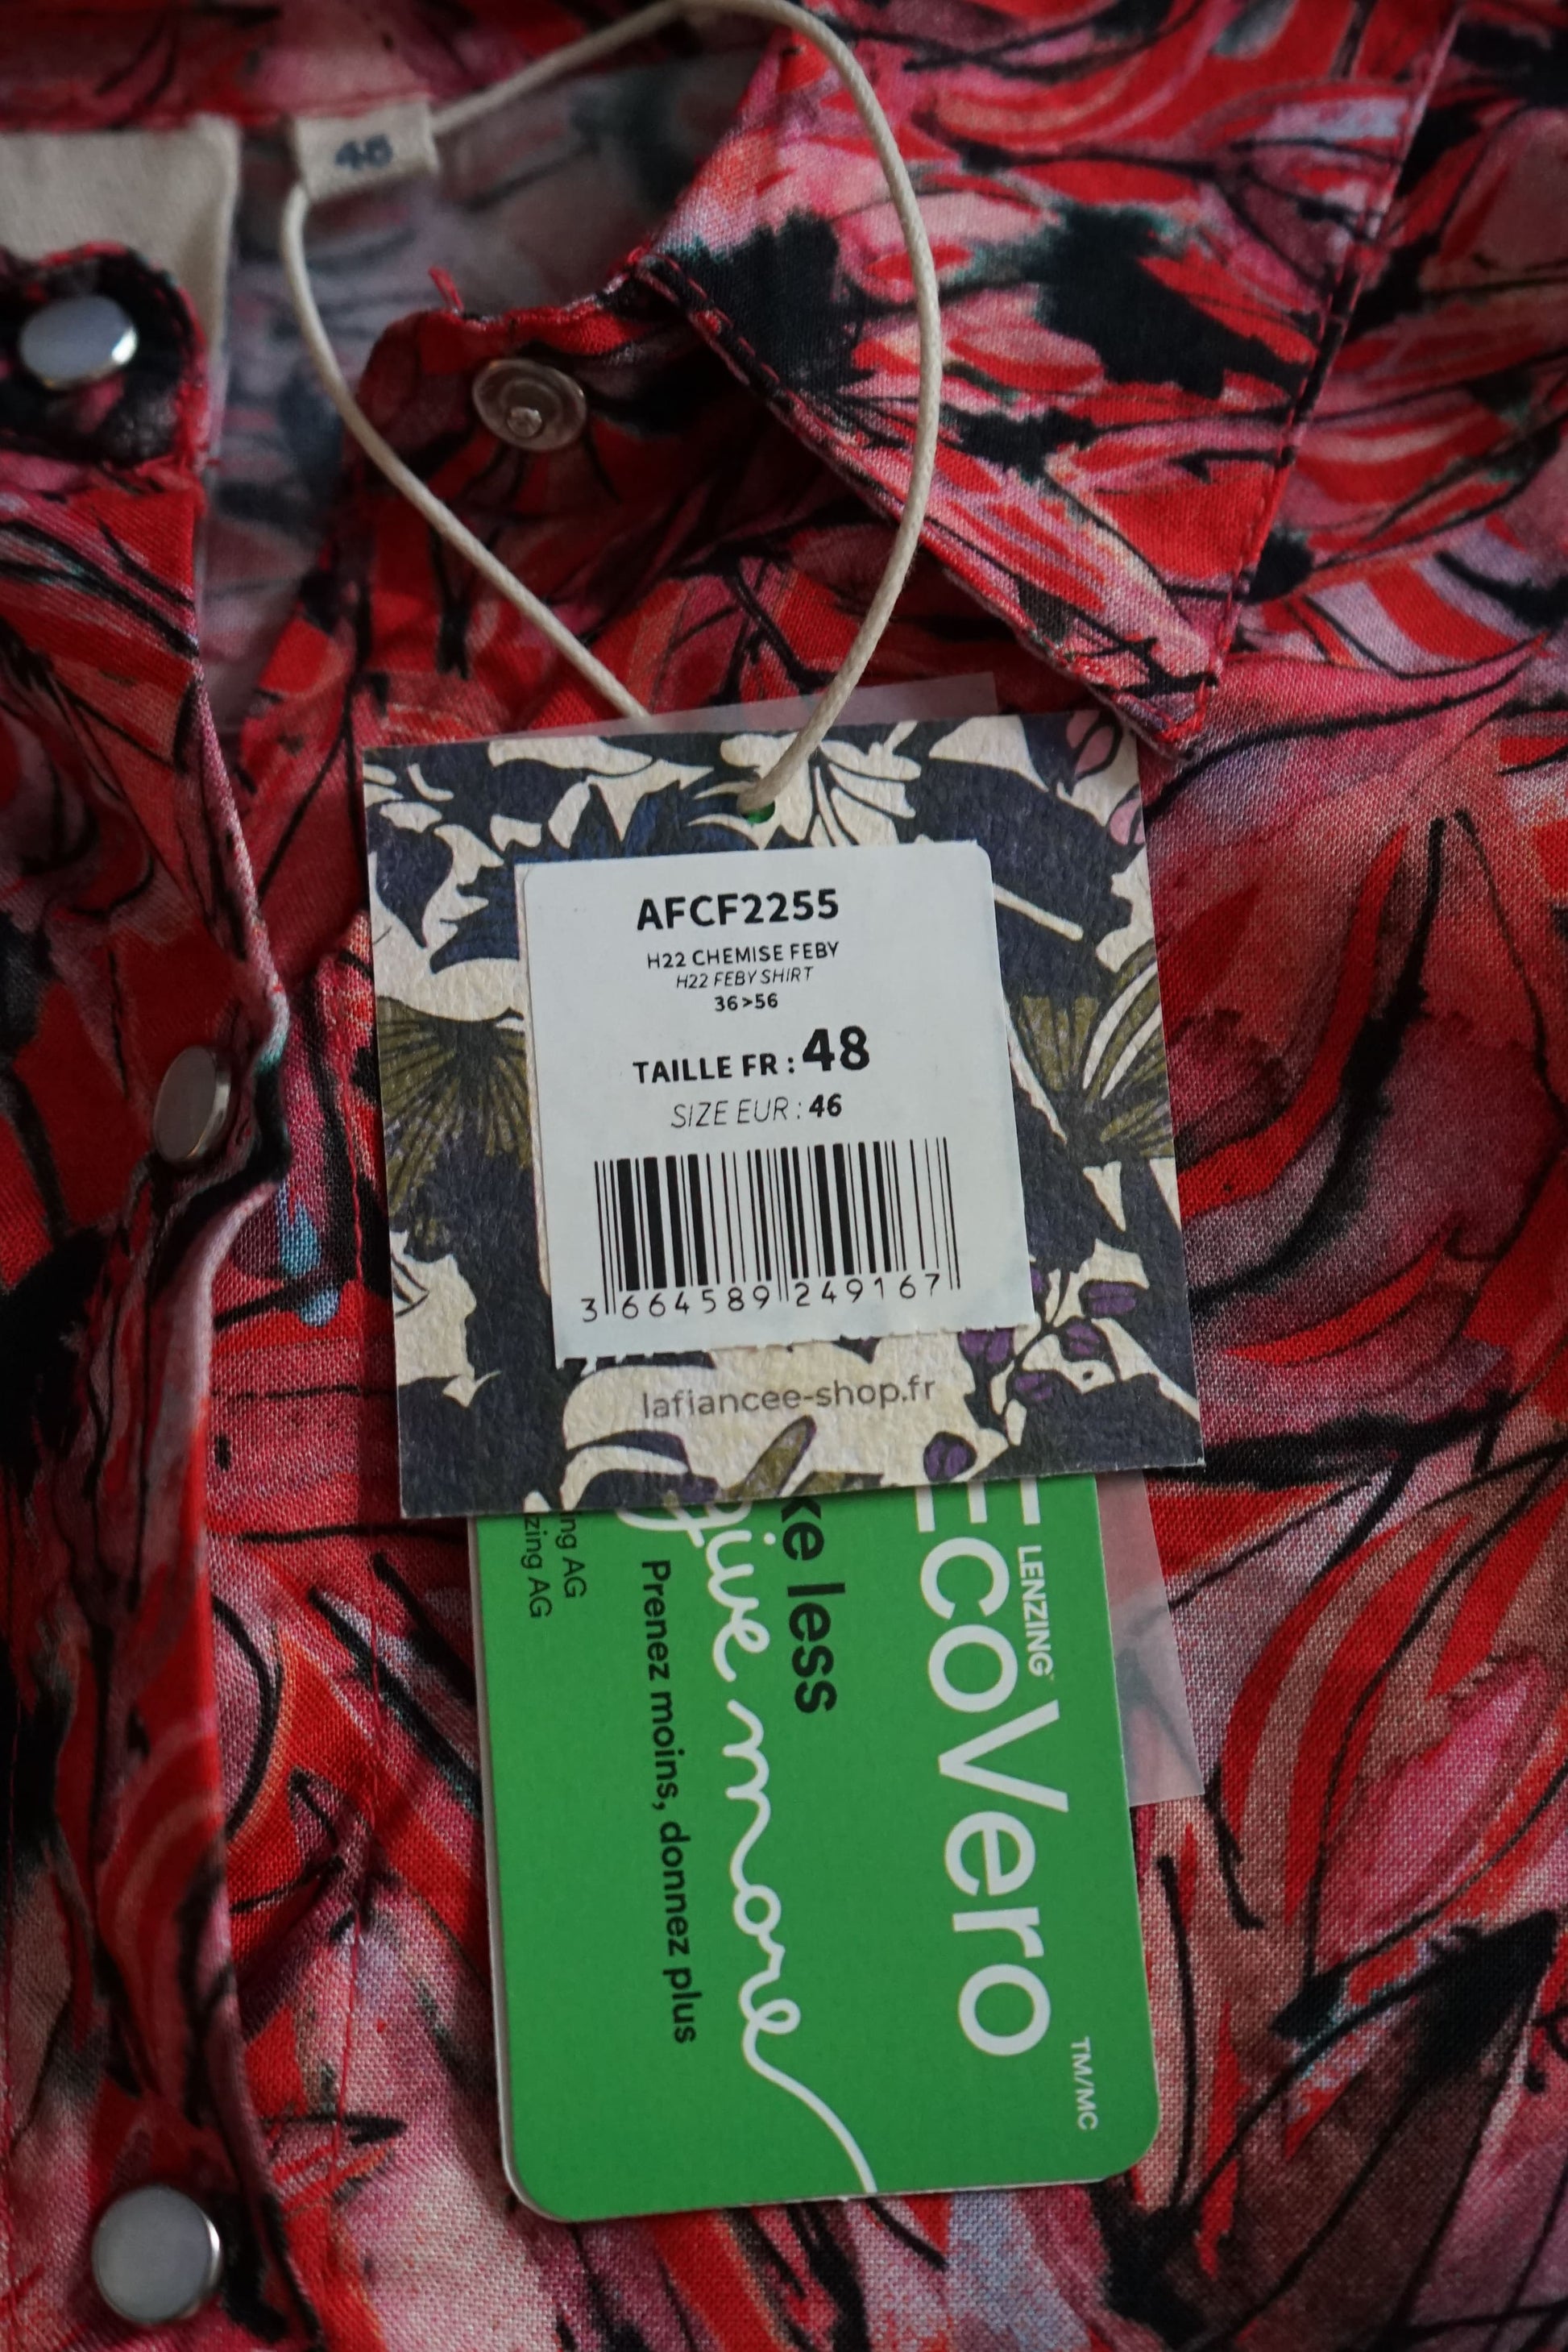 48
AFCF2255
H22 CHEMISE FEBY
H22 FEBY SHIRT
36>56
TAILLE FR : 48
SIZE EUR : 46
3 664589 249167
lafiancee-shop.fr
LENZING
EcoVero
TM/MC
ke less
give more
Prenez moins, donnez plus
ing AG
zing AG